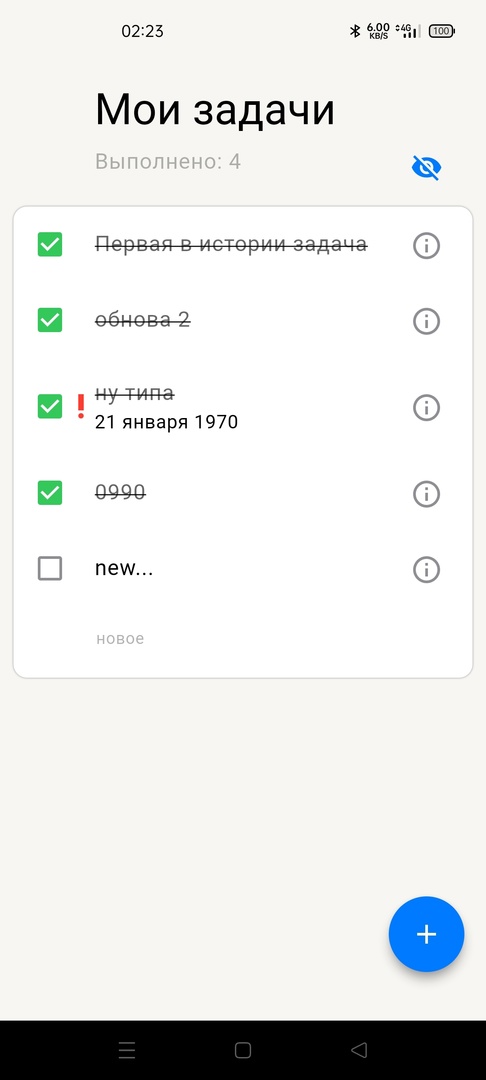 02:23
6.00
KB/S
4G
100
Мои задачи
Выполнено: 4
Первая в истории задача
обнова 2
ну типа
21 января 1970
0990
new...
новое